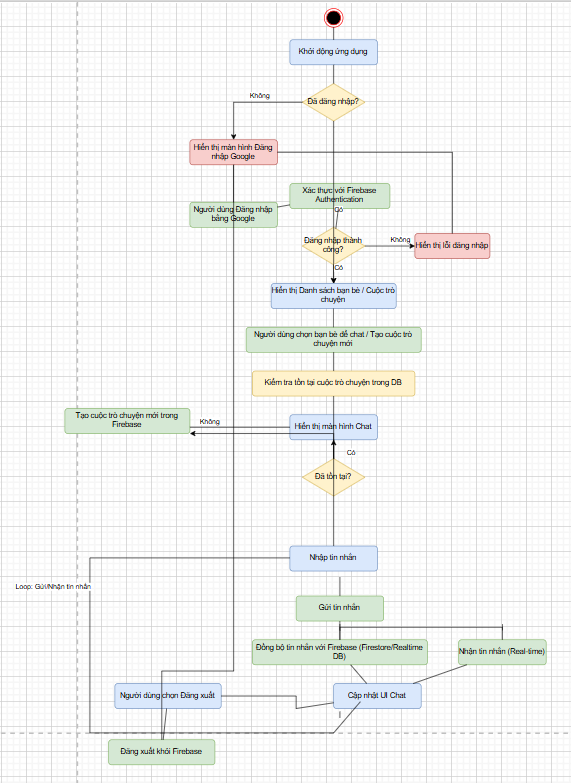 Khởi động ứng dụng
Không
Đã đăng nhập?
Hiển thị màn hình Đăng
nhập Google
Xác thực với Firebase
Authentication
Người dùng Đăng nhập
bằng Google
Có
Đăng nhập thành
công?
Không
Hiển thị lỗi đăng nhập
Có
Hiển thị Danh sách bạn bè / Cuộc trò
chuyện
Người dùng chọn bạn bè để chat / Tạo cuộc trò
chuyện mới
Kiểm tra tồn tại cuộc trò chuyện trong DB
Tạo cuộc trò chuyện mới trong
Firebase
Không
Hiển thị màn hình Chat
Có
Đã tồn tại?
Nhập tin nhắn
Loop: Gửi/Nhận tin nhắn
Gửi tin nhắn
Đồng bộ tin nhắn với Firebase (Firestore/Realtime
DB)
Nhận tin nhắn (Real-time)
Người dùng chọn Đăng xuất
Cập nhật UI Chat
Đăng xuất khỏi Firebase